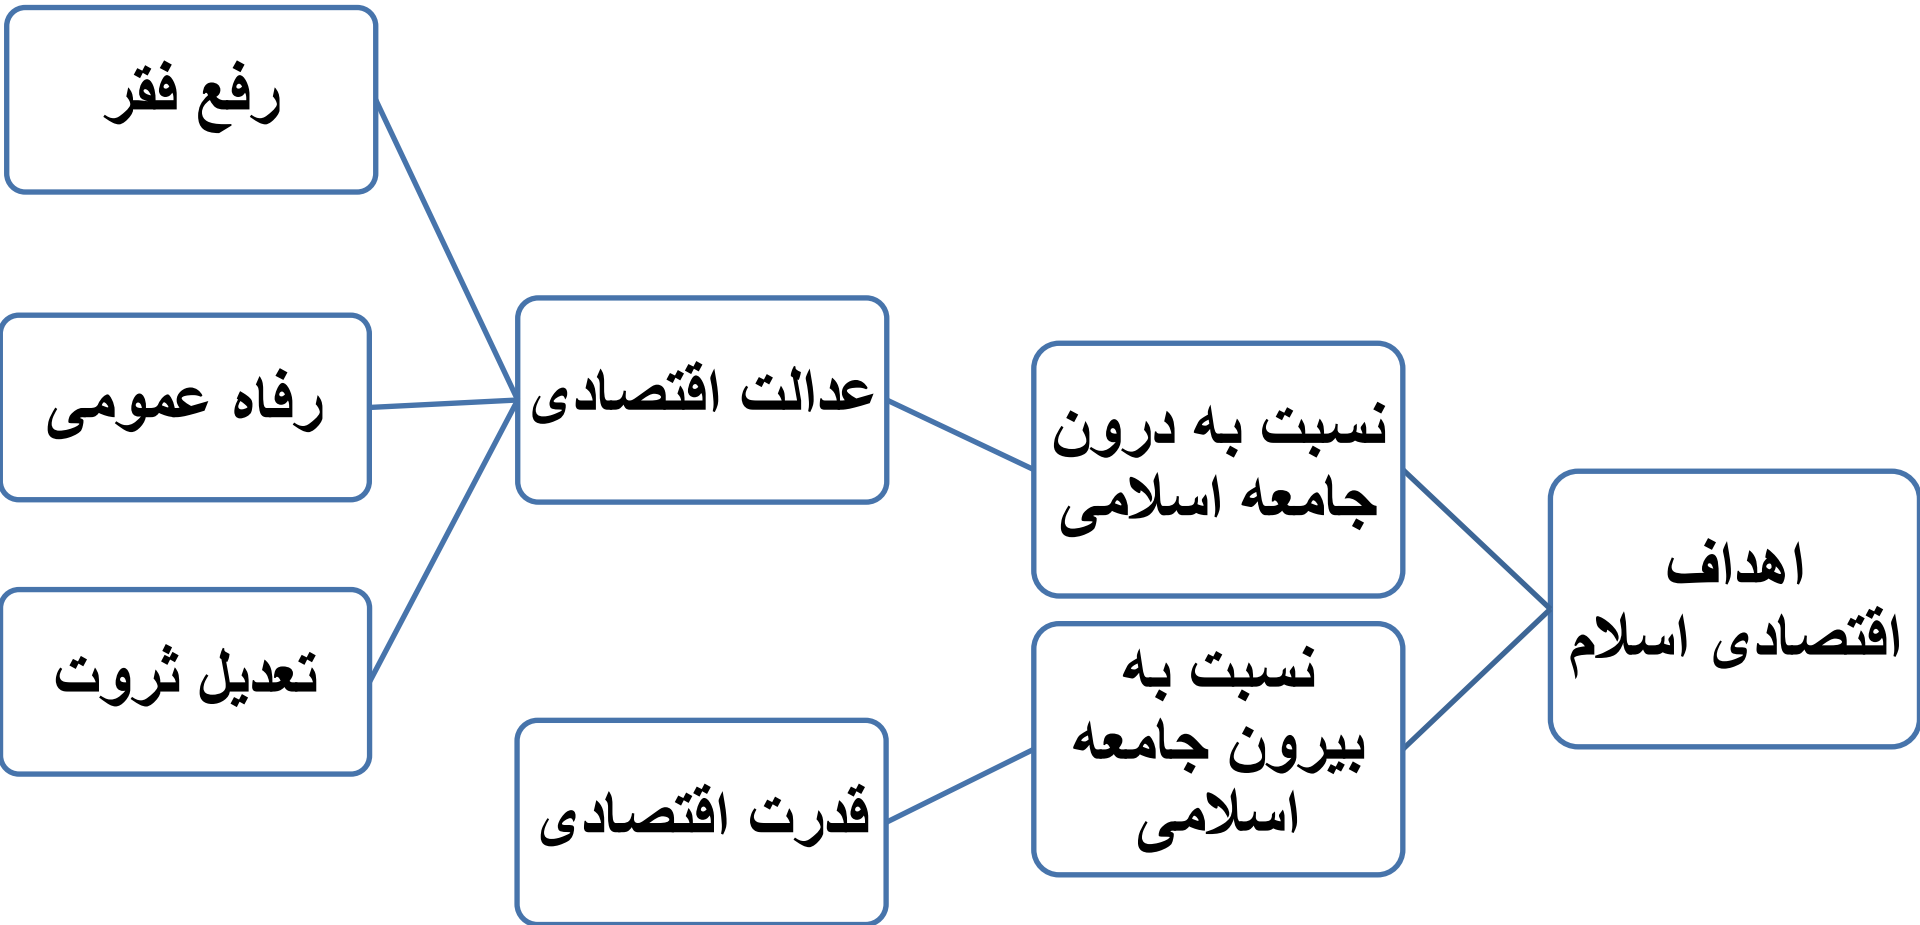 اهداف
اقتصادی اسلام
نسبت به درون
جامعه اسلامی
نسبت به
بیرون جامعه
اسلامی
عدالت اقتصادی
قدرت اقتصادی
رفع فقر
رفاه عمومی
تعدیل ثروت